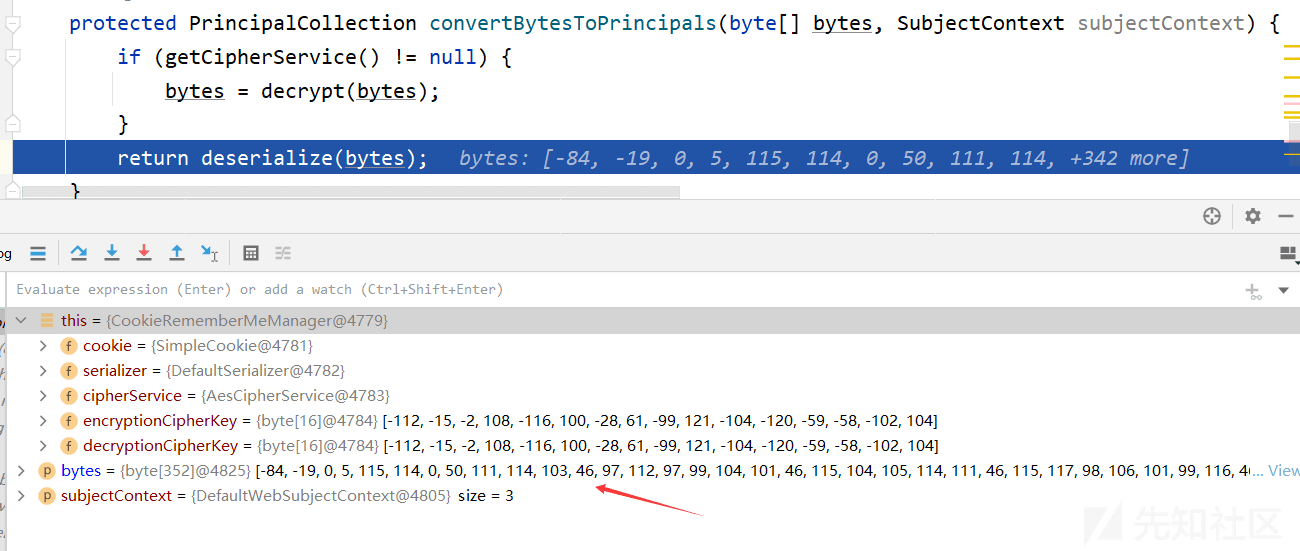 protected PrincipalCollection convertBytesToPrincipals(byte[] bytes, SubjectContext subjectContext) {
if (getCipherService() != null) {
bytes = decrypt(bytes);
}
return deserialize(bytes); bytes: [-84, -19, 0, 5, 115, 114, 0, 50, 111, 114, +342 more]
}
og
Evaluate expression (Enter) or add a watch (Ctrl+Shift+Enter)
this = {CookieRememberMeManager@4779}
f cookie = {SimpleCookie@4781}
f serializer = {DefaultSerializer@4782}
f cipherService = {AesCipherService@4783}
f encryptionCipherKey = {byte[16]@4784} [-112, -15, -2, 108, -116, 100, -28, 61, -99, 121, -104, -120, -59, -58, -102, 104]
f decryptionCipherKey = {byte[16]@4784} [-112, -15, -2, 108, -116, 100, -28, 61, -99, 121, -104, -120, -59, -58, -102, 104]
p bytes = {byte[352]@4825} [-84, -19, 0, 5, 115, 114, 0, 50, 111, 114, 103, 46, 97, 112, 97, 99, 104, 101, 46, 115, 104, 105, 114, 111, 46, 115, 117, 98, 106, 101, 99, 116, 4... View
p subjectContext = {DefaultWebSubjectContext@4805} size = 3
先知社区